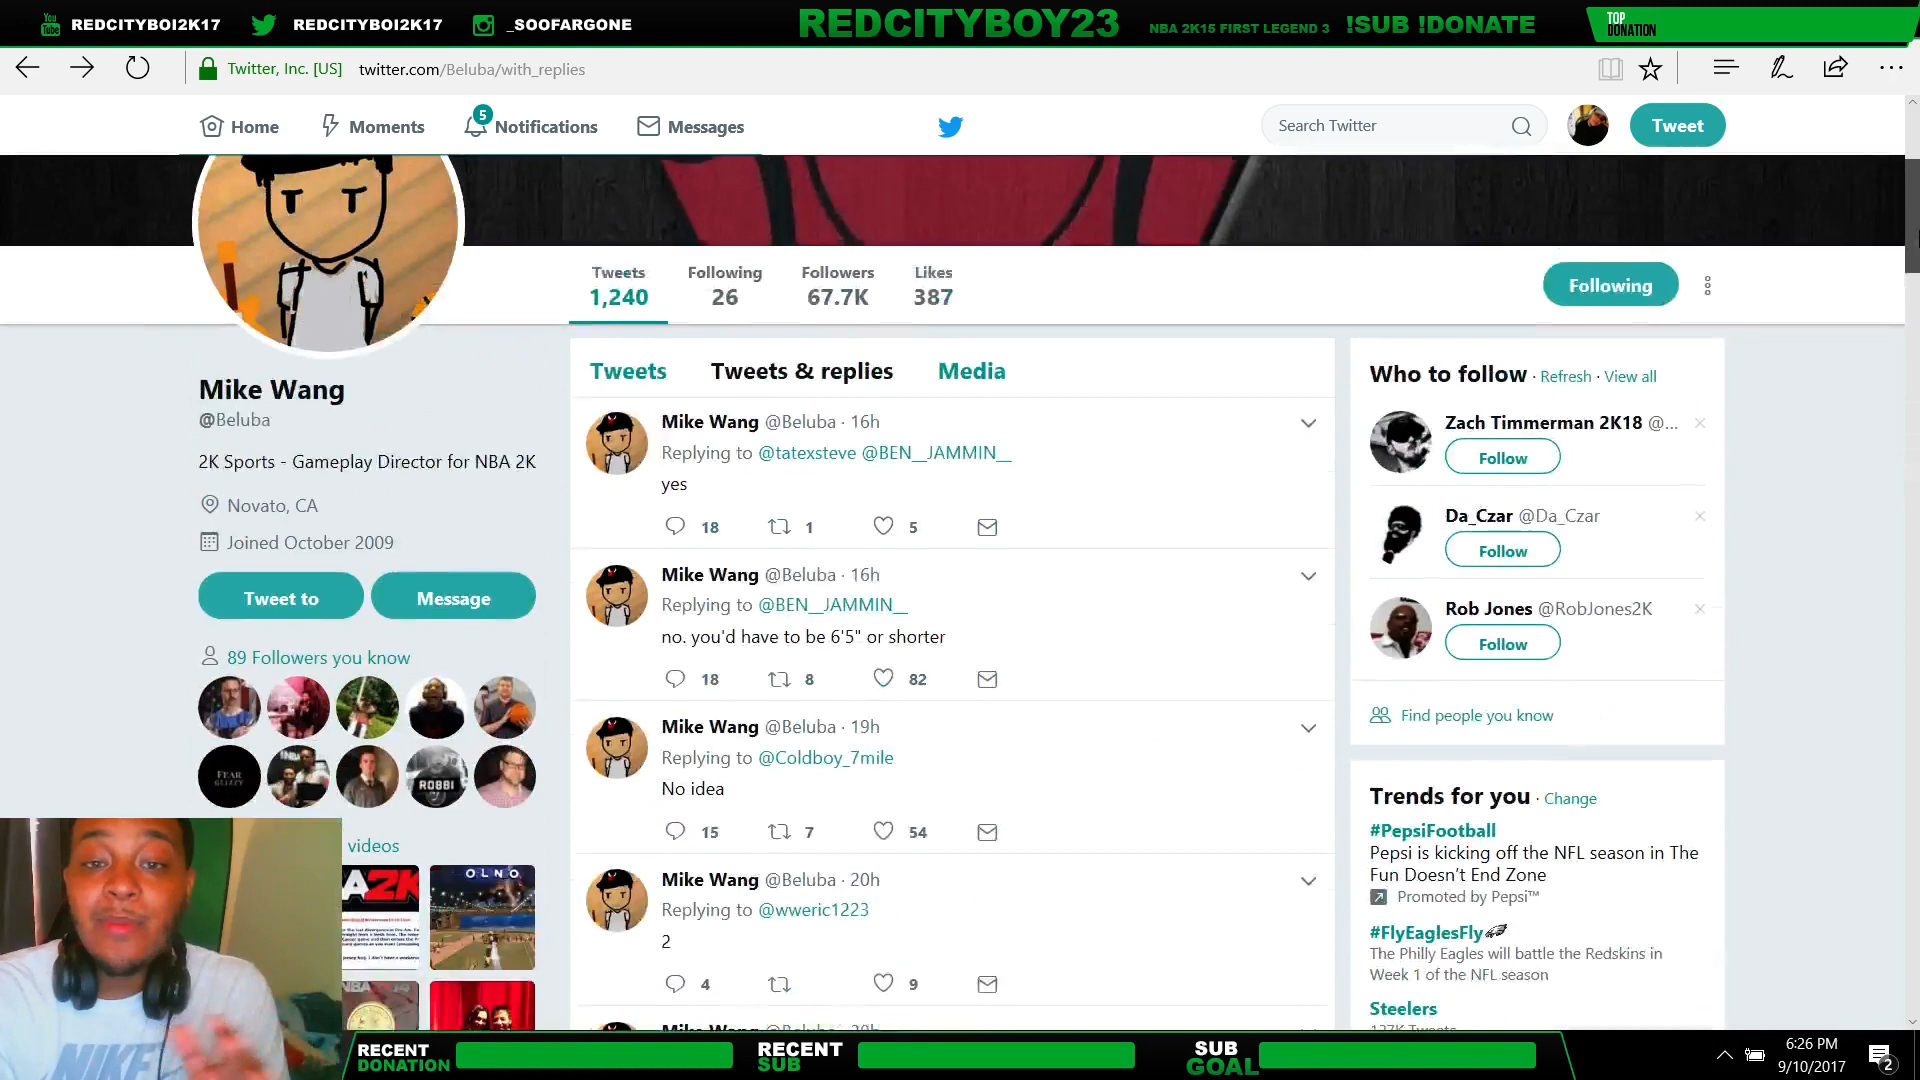 You Tube REDCITYBOI2K17 REDCITYBOI2K17 _SOOFARGONE REDCITYBOY23 NBA 2K15 FIRST LEGEND 3 !SUB !DONATE TOP DONATION
Twitter, Inc. [US] twitter.com/Beluba/with_replies
Home Moments 5 Notifications Messages Search Twitter Tweet
Tweets Following Followers Likes
1,240 26 67.7K 387
Following
Mike Wang
@Beluba
2K Sports - Gameplay Director for NBA 2K
Novato, CA
Joined October 2009
Tweet to Message
89 Followers you know
FEAR
ROBBI
videos
OLNO
Tweets Tweets & replies Media
Mike Wang @Beluba · 16h
Replying to @tatexsteve @BEN__JAMMIN__
yes
18 1 5
Mike Wang @Beluba · 16h
Replying to @BEN__JAMMIN__
no. you'd have to be 6'5" or shorter
18 8 82
Mike Wang @Beluba · 19h
Replying to @Coldboy_7mile
No idea
15 7 54
Mike Wang @Beluba · 20h
Replying to @wweric1223
2
4 9
Mike Wang @Beluba · 20h
Who to follow · Refresh · View all
Zach Timmerman 2K18 @...
Follow
Da_Czar @Da_Czar
Follow
Rob Jones @RobJones2K
Follow
Find people you know
Trends for you · Change
#PepsiFootball
Pepsi is kicking off the NFL season in The
Fun Doesn't End Zone
Promoted by Pepsi™
#FlyEaglesFly
The Philly Eagles will battle the Redskins in
Week 1 of the NFL season
Steelers
NIKE
RECENT DONATION RECENT SUB SUB GOAL
6:26 PM
9/10/2017
2